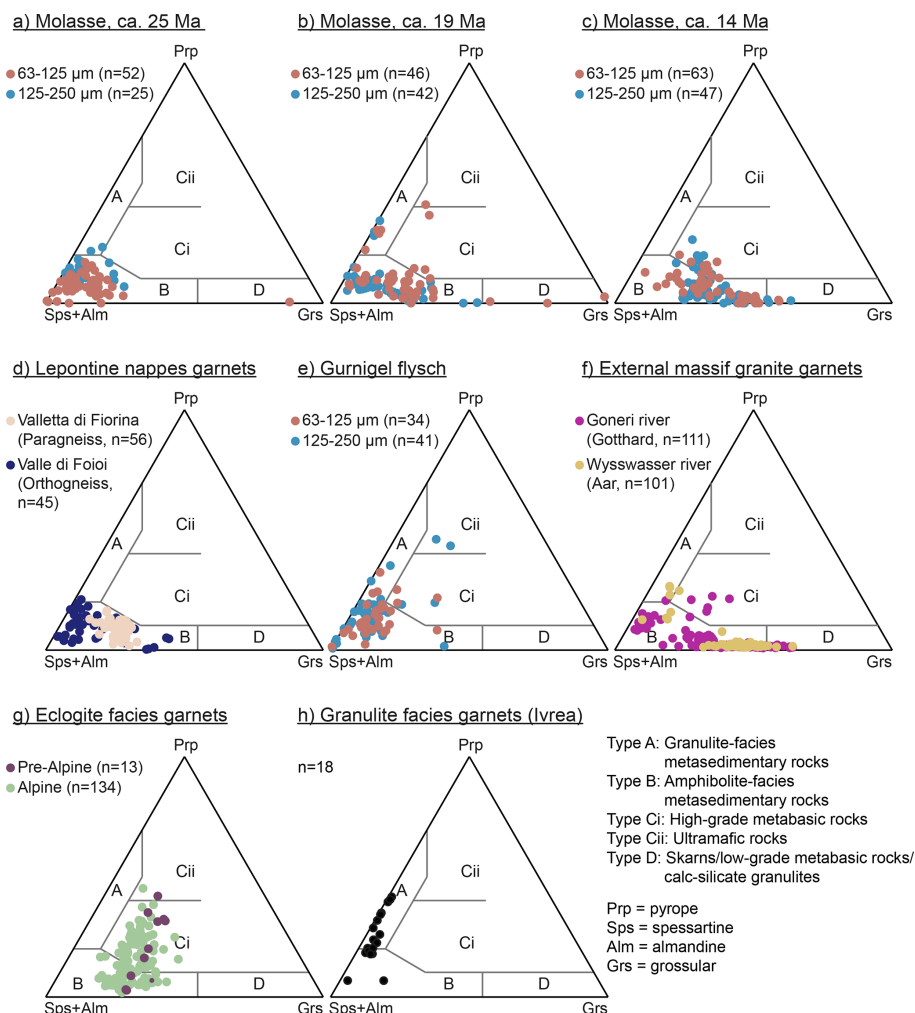 a) Molasse, ca. 25 Ma
Prp
63-125 µm (n=52)
125-250 µm (n=25)
Cii
A
Ci
B
D
Sps+Alm
Grs
b) Molasse, ca. 19 Ma
Prp
63-125 µm (n=46)
125-250 µm (n=42)
Cii
A
Ci
B
D
Sps+Alm
Grs
c) Molasse, ca. 14 Ma
Prp
63-125 µm (n=63)
125-250 µm (n=47)
Cii
A
Ci
B
D
Sps+Alm
Grs
d) Lepontine nappes garnets
Prp
Valletta di Fiorina
(Paragneiss, n=56)
Valle di Foioi
(Orthogneiss,
n=45)
Cii
A
Ci
B
D
Sps+Alm
Grs
e) Gurnigel flysch
Prp
63-125 µm (n=34)
125-250 µm (n=41)
Cii
A
Ci
B
D
Sps+Alm
Grs
f) External massif granite garnets
Prp
Goneri river
(Gotthard, n=111)
Wysswasser river
(Aar, n=101)
Cii
A
Ci
B
D
Sps+Alm
Grs
g) Eclogite facies garnets
Prp
Pre-Alpine (n=13)
Alpine (n=134)
Cii
A
Ci
B
D
Sps+Alm
Grs
h) Granulite facies garnets (Ivrea)
Prp
n=18
Cii
A
Ci
B
D
Sps+Alm
Grs
Type A: Granulite-facies
metasedimentary rocks
Type B: Amphibolite-facies
metasedimentary rocks
Type Ci: High-grade metabasic rocks
Type Cii: Ultramafic rocks
Type D: Skarns/low-grade metabasic rocks/
calc-silicate granulites
Prp = pyrope
Sps = spessartine
Alm = almandine
Grs = grossular